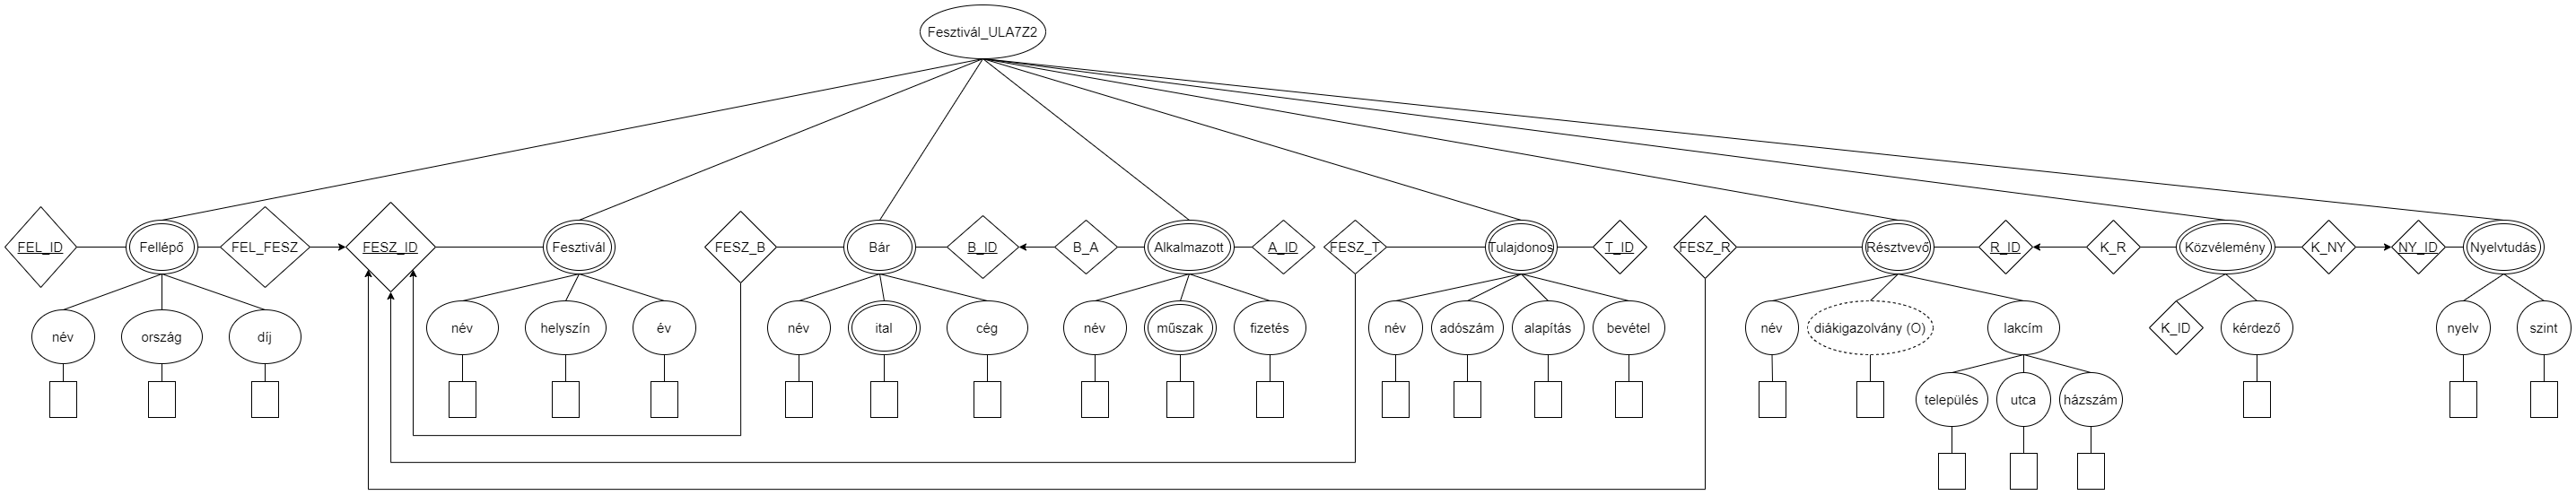 Fesztivál_ULA7Z2
FEL_ID
Fellépő
FEL_FESZ
FESZ_ID
Fesztivál
FESZ_B
Bár
B_ID
B_A
Alkalmazott
A_ID
FESZ_T
Tulajdonos
T_ID
FESZ_R
Résztvevő
R_ID
K_R
Közvélemény
K_NY
NY_ID
Nyelvtudás
név
ország
díj
név
helyszín
év
név
ital
cég
név
műszak
fizetés
név
adószám
alapítás
bevétel
név
diákigazolvány (O)
lakcím
K_ID
kérdező
nyelv
szint
település
utca
házszám